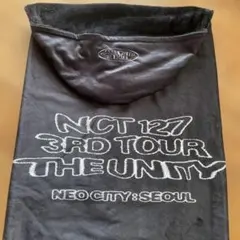 NCT 127
3RD TOUR
THE UNITY
NEO CITY : SEOUL